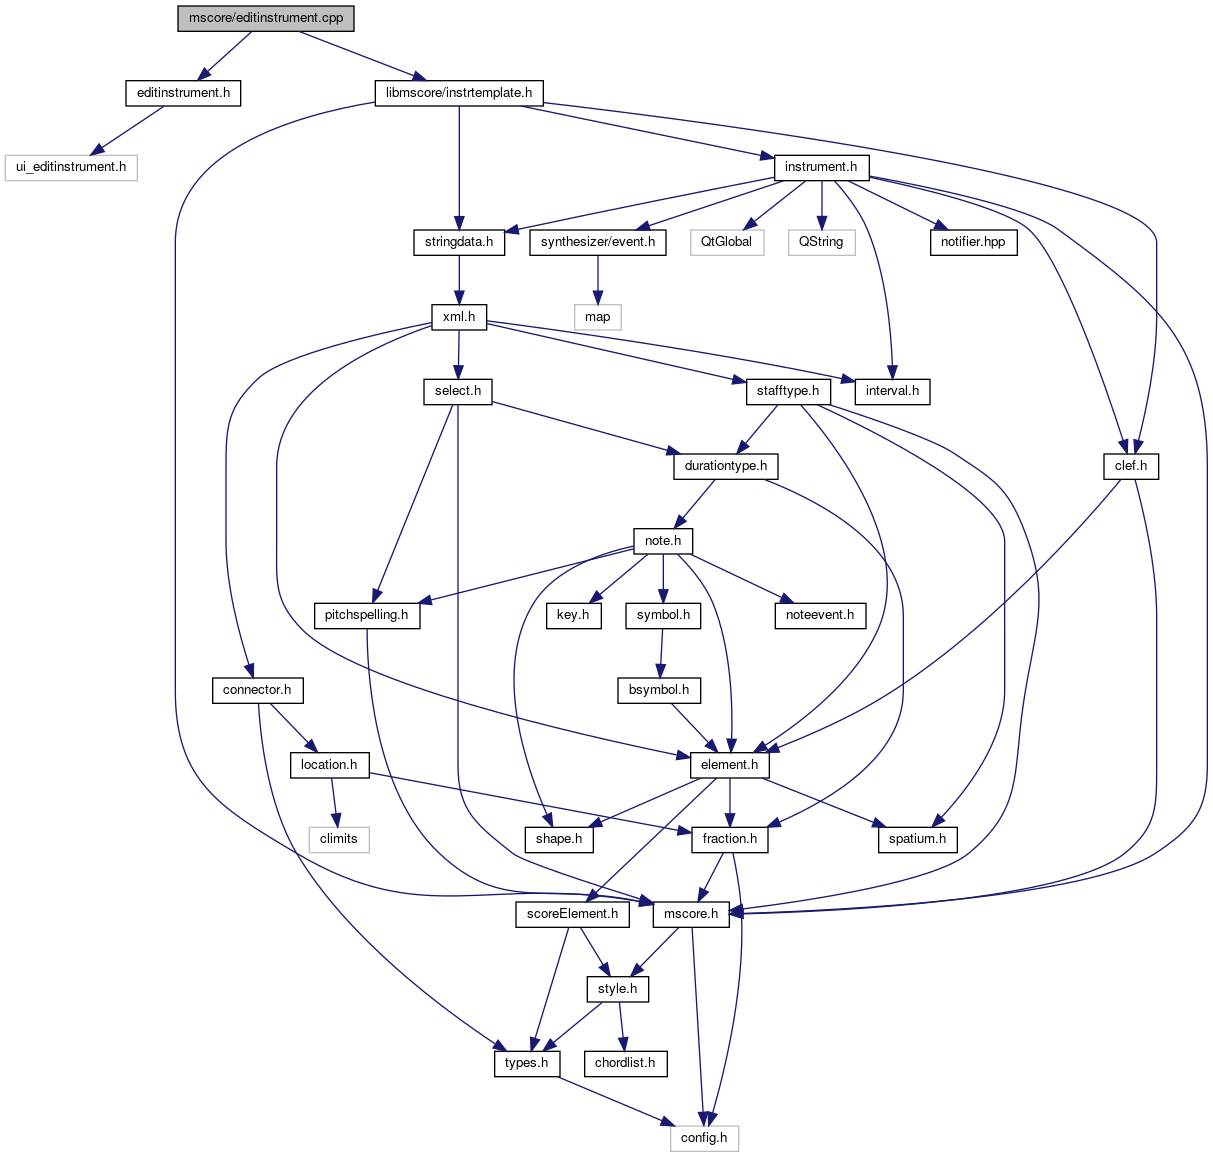 mscore/editinstrument.cpp
editinstrument.h
libmscore/instrtemplate.h
ui_editinstrument.h
instrument.h
stringdata.h
synthesizer/event.h
QtGlobal
QString
notifier.hpp
xml.h
map
select.h
stafftype.h
interval.h
durationtype.h
clef.h
note.h
pitchspelling.h
key.h
symbol.h
noteevent.h
connector.h
bsymbol.h
location.h
element.h
climits
shape.h
fraction.h
spatium.h
scoreElement.h
mscore.h
style.h
types.h
chordlist.h
config.h